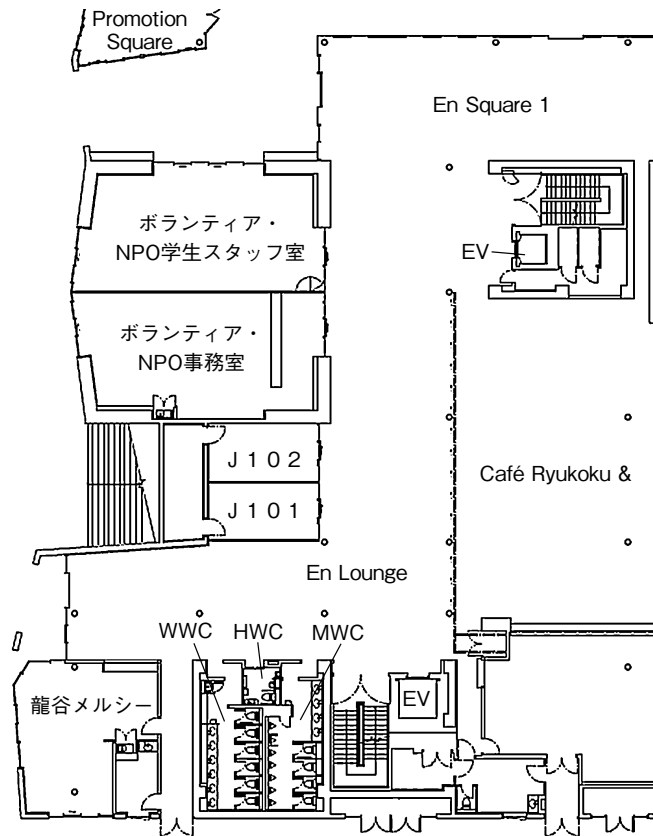 Promotion
Square
En Square 1
ボランティア・
NPO学生スタッフ室
EV
ボランティア・
NPO事務室
J102
Café Ryukoku &
J101
En Lounge
WWC
HWC
MWC
龍谷メルシー
EV